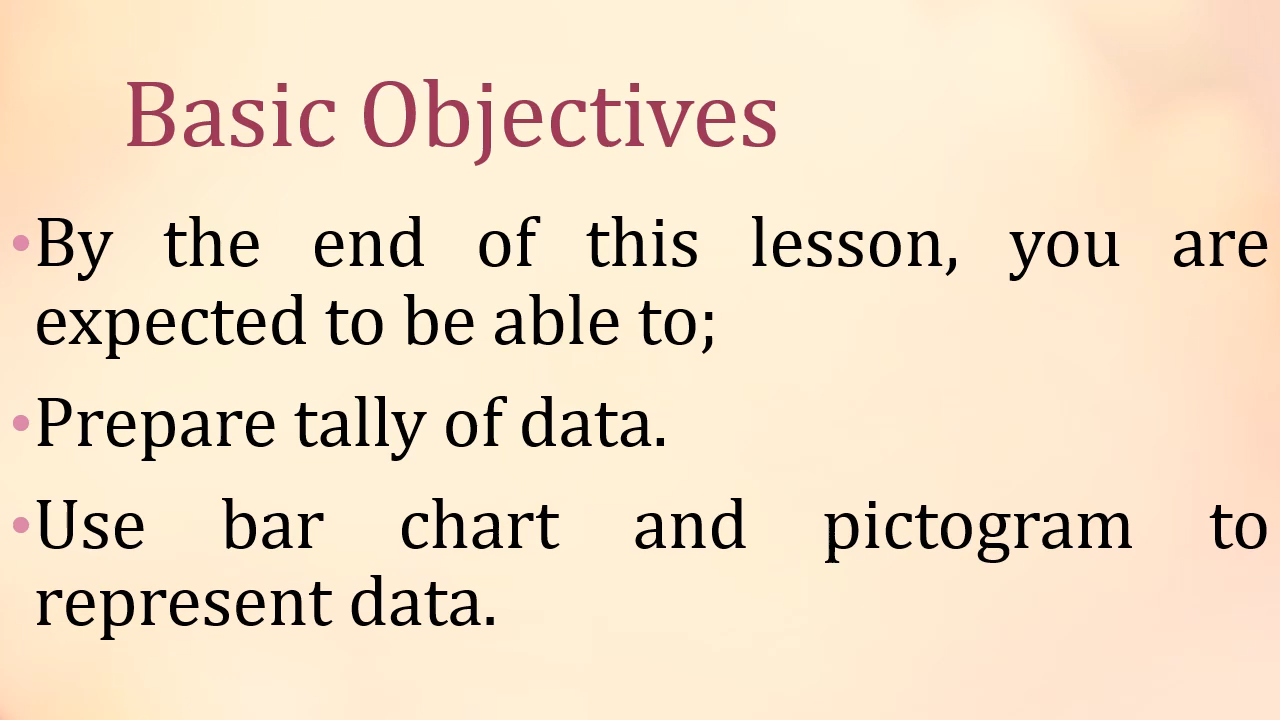 Basic Objectives
•By the end of this lesson, you are
expected to be able to;
•Prepare tally of data.
•Use bar chart and pictogram to
represent data.